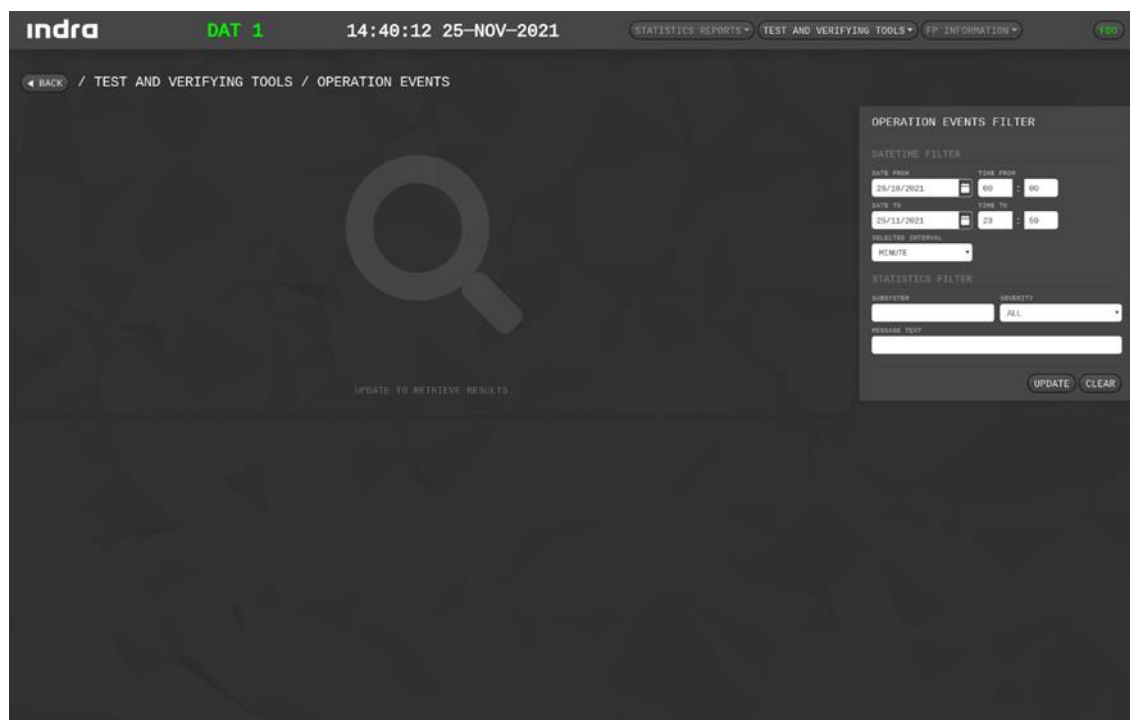 indra DAT 1 14:40:12 25—NOV—2021 STATISTICS REPORTS TEST AND VERIFYING TOOLS FP INFORMATION FDO
BACK / TEST AND VERIFYING TOOLS / OPERATION EVENTS
OPERATION EVENTS FILTER
DATETIME FILTER
DATE FROM TIME FROM
26/10/2021 00 : 00
DATE TO TIME TO
25/11/2021 23 : 59
SELECTED INTERVAL
MINUTE
STATISTICS FILTER
SUBSYSTEM SEVERITY
ALL
MESSAGE TEXT
UPDATE CLEAR
UPDATE TO RETRIEVE RESULTS.